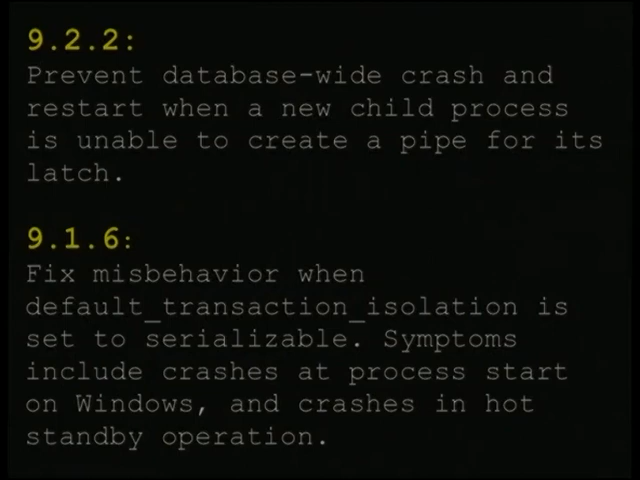 9.2.2:
Prevent database-wide crash and
restart when a new child process
is unable to create a pipe for its
latch.
9.1.6:
Fix misbehavior when
default_transaction_isolation is
set to serializable. Symptoms
include crashes at process start
on Windows, and crashes in hot
standby operation.